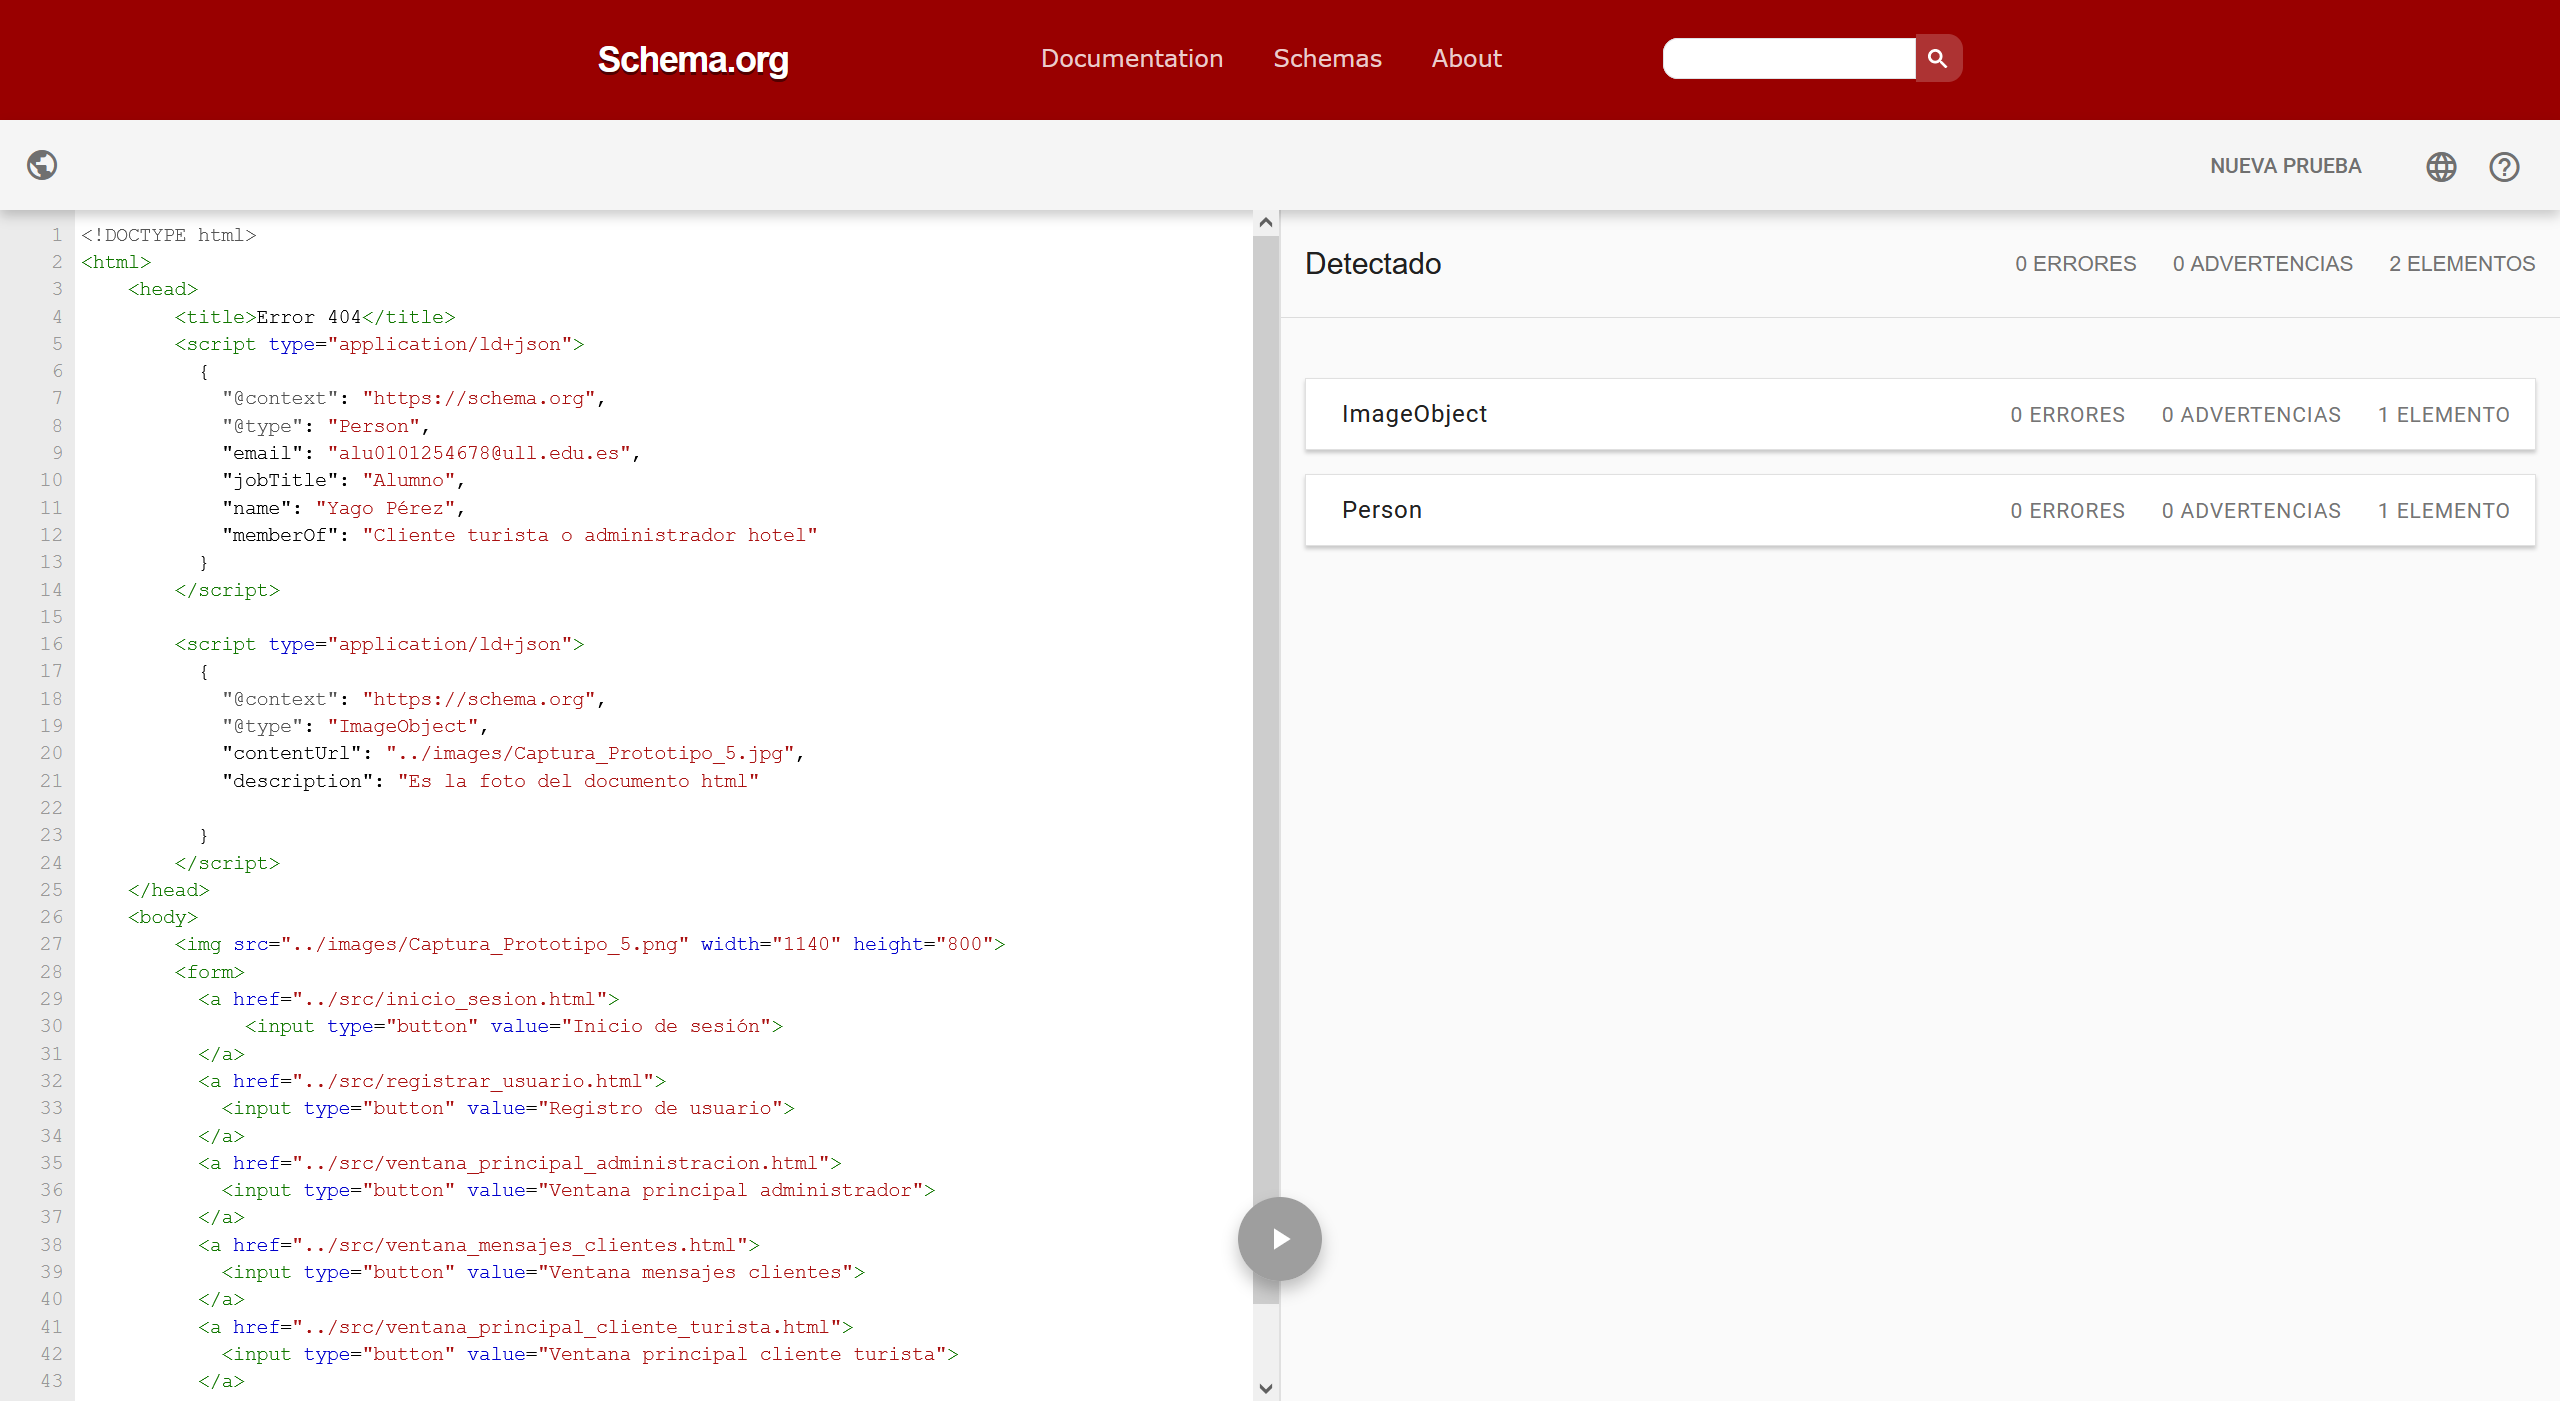 Schema.org Documentation Schemas About
NUEVA PRUEBA
1 <!DOCTYPE html>
2 <html>
3 <head>
4 <title>Error 404</title>
5 <script type="application/ld+json">
6 {
7 "@context": "https://schema.org",
8 "@type": "Person",
9 "email": "alu0101254678@ull.edu.es",
10 "jobTitle": "Alumno",
11 "name": "Yago Pérez",
12 "memberOf": "Cliente turista o administrador hotel"
13 }
14 </script>
15
16 <script type="application/ld+json">
17 {
18 "@context": "https://schema.org",
19 "@type": "ImageObject",
20 "contentUrl": "../images/Captura_Prototipo_5.jpg",
21 "description": "Es la foto del documento html"
22
23 }
24 </script>
25 </head>
26 <body>
27 <img src="../images/Captura_Prototipo_5.png" width="1140" height="800">
28 <form>
29 <a href="../src/inicio_sesion.html">
30 <input type="button" value="Inicio de sesión">
31 </a>
32 <a href="../src/registrar_usuario.html">
33 <input type="button" value="Registro de usuario">
34 </a>
35 <a href="../src/ventana_principal_administracion.html">
36 <input type="button" value="Ventana principal administrador">
37 </a>
38 <a href="../src/ventana_mensajes_clientes.html">
39 <input type="button" value="Ventana mensajes clientes">
40 </a>
41 <a href="../src/ventana_principal_cliente_turista.html">
42 <input type="button" value="Ventana principal cliente turista">
43 </a>
Detectado 0 ERRORES 0 ADVERTENCIAS 2 ELEMENTOS
ImageObject 0 ERRORES 0 ADVERTENCIAS 1 ELEMENTO
Person 0 ERRORES 0 ADVERTENCIAS 1 ELEMENTO